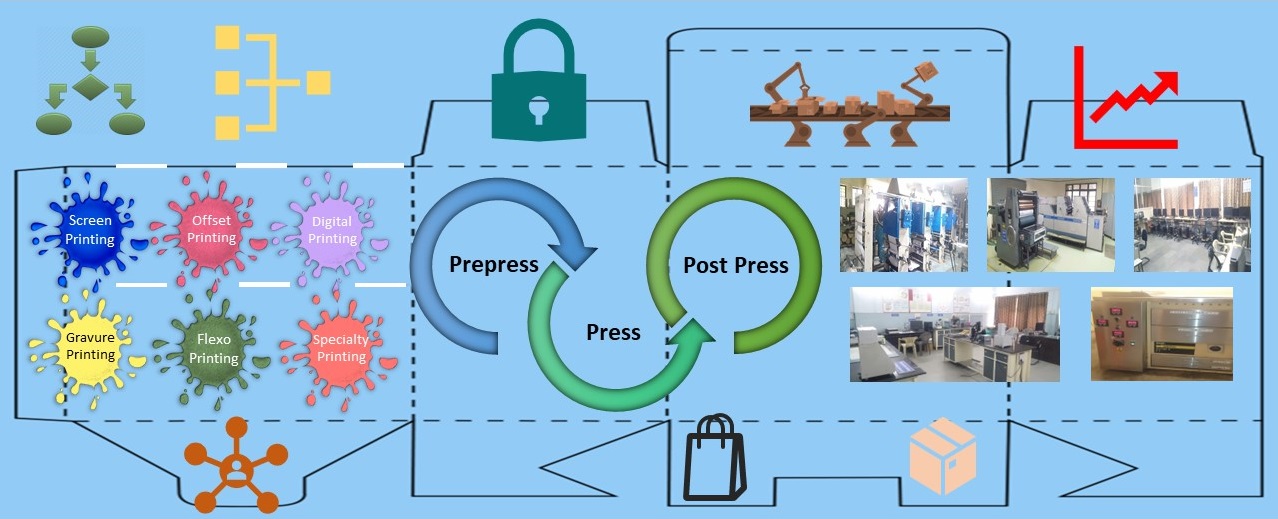 Screen
Printing
Offset
Printing
Digital
Printing
Gravure
Printing
Flexo
Printing
Specialty
Printing
Prepress
Press
Post Press